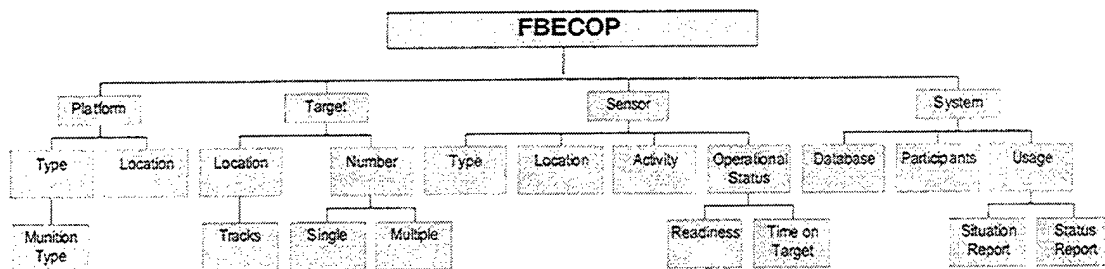 FBECOP
Platform Target Sensor System
Type Location Location Number Type Location Activity Operational Status Database Participants Usage
Munition Type Tracks Single Multiple Readiness Time on Target Situation Report Status Report